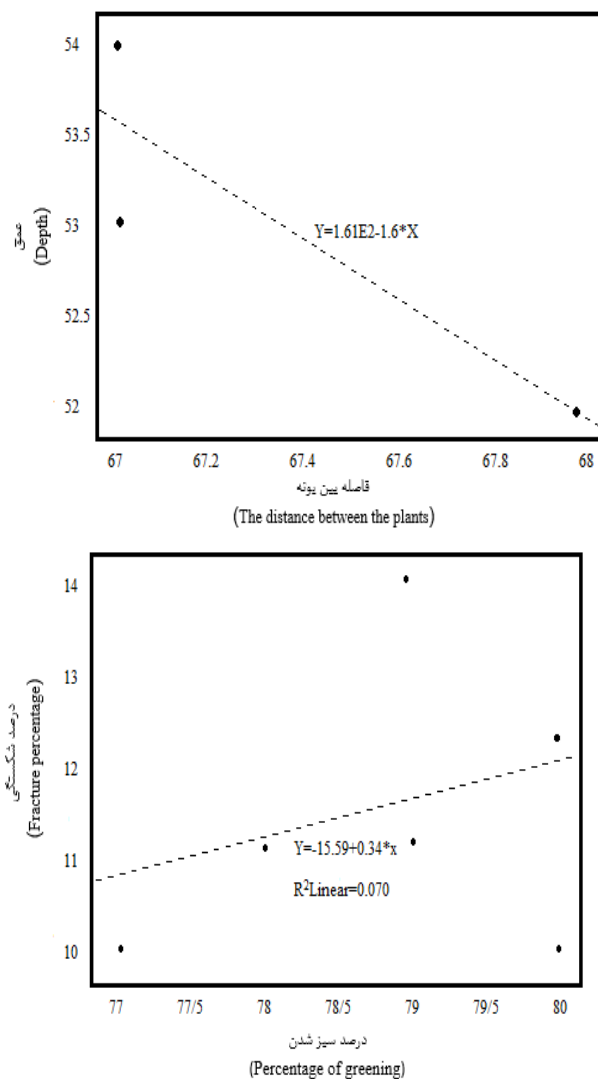 54
53.5
53
52.5
52
عمق
(Depth)
Y=1.61E2-1.6*X
67 67.2 67.4 67.6 67.8 68
فاصله بین بوته
(The distance between the plants)
14
13
12
11
10
درصد شکستگی
(Fracture percentage)
Y=-15.59+0.34*x
R²Linear=0.070
77 77/5 78 78/5 79 79/5 80
درصد سبز شدن
(Percentage of greening)